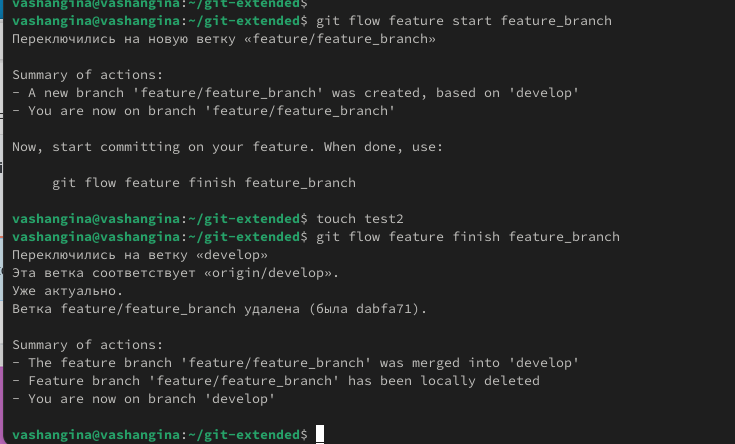 vashangina@vashangina:~/git-extended$
vashangina@vashangina:~/git-extended$ git flow feature start feature_branch
Переключились на новую ветку «feature/feature_branch»
Summary of actions:
- A new branch 'feature/feature_branch' was created, based on 'develop'
- You are now on branch 'feature/feature_branch'
Now, start committing on your feature. When done, use:
git flow feature finish feature_branch
vashangina@vashangina:~/git-extended$ touch test2
vashangina@vashangina:~/git-extended$ git flow feature finish feature_branch
Переключились на ветку «develop»
Эта ветка соответствует «origin/develop».
Уже актуально.
Ветка feature/feature_branch удалена (была dabfa71).
Summary of actions:
- The feature branch 'feature/feature_branch' was merged into 'develop'
- Feature branch 'feature/feature_branch' has been locally deleted
- You are now on branch 'develop'
vashangina@vashangina:~/git-extended$